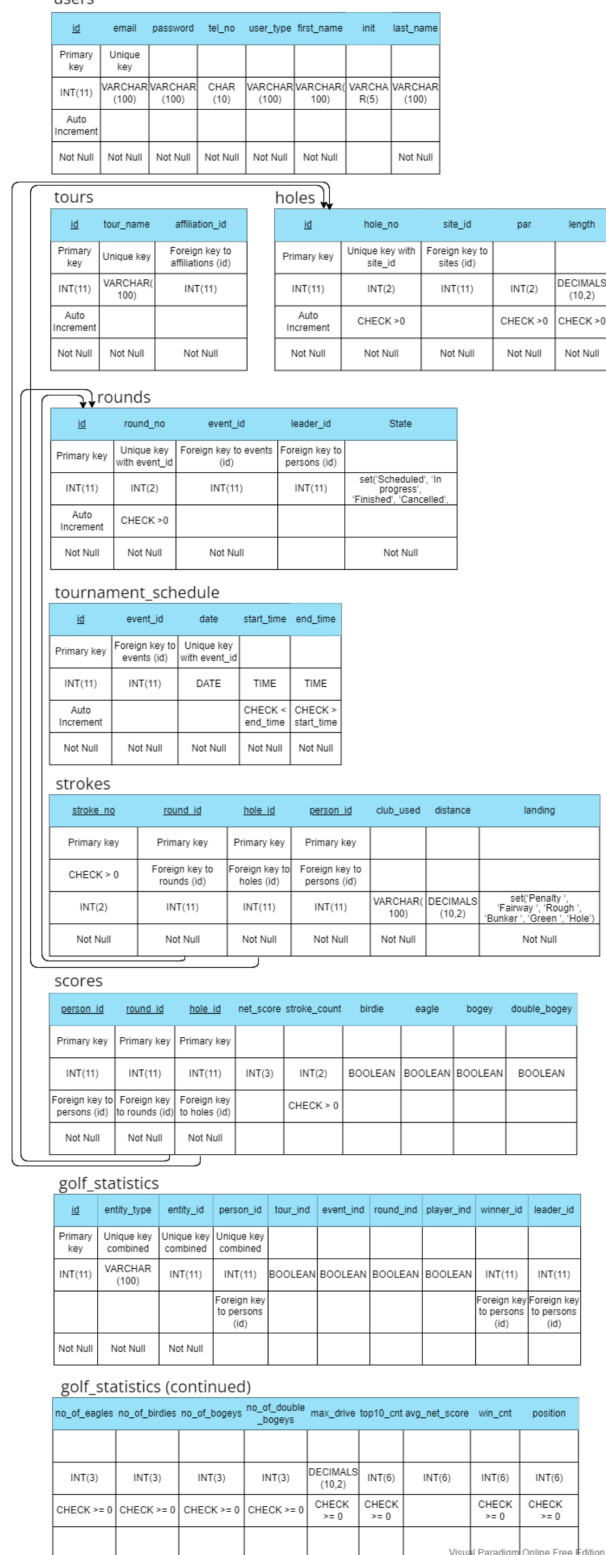 users
id email password tel_no user_type first_name init last_name
Primary key Unique key
INT(11) VARCHAR (100) VARCHAR (100) CHAR (10) VARCHAR (100) VARCHAR( 100) VARCHA R(5) VARCHAR (100)
Auto Increment
Not Null Not Null Not Null Not Null Not Null Not Null Not Null
tours
id tour_name affiliation_id
Primary key Unique key Foreign key to affiliations (id)
INT(11) VARCHAR( 100) INT(11)
Auto Increment
Not Null Not Null Not Null
holes
id hole_no site_id par length
Primary key Unique key with site_id Foreign key to sites (id)
INT(11) INT(2) INT(11) INT(2) DECIMALS (10,2)
Auto Increment CHECK >0 CHECK >0 CHECK >0
Not Null Not Null Not Null Not Null Not Null
rounds
id round_no event_id leader_id State
Primary key Unique key with event_id Foreign key to events (id) Foreign key to persons (id)
INT(11) INT(2) INT(11) INT(11) set('Scheduled', 'In progress', 'Finished', 'Cancelled',
Auto Increment CHECK >0
Not Null Not Null Not Null Not Null
tournament_schedule
id event_id date start_time end_time
Primary key Foreign key to events (id) Unique key with event_id
INT(11) INT(11) DATE TIME TIME
Auto Increment CHECK < end_time CHECK > start_time
Not Null Not Null Not Null Not Null Not Null
strokes
stroke_no round_id hole_id person_id club_used distance landing
Primary key Primary key Primary key Primary key
CHECK > 0 Foreign key to rounds (id) Foreign key to holes (id) Foreign key to persons (id)
INT(2) INT(11) INT(11) INT(11) VARCHAR( 100) DECIMALS (10,2) set('Penalty ', 'Fairway ', 'Rough ', 'Bunker ', 'Green ', 'Hole')
Not Null Not Null Not Null Not Null Not Null Not Null
scores
person_id round_id hole_id net_score stroke_count birdie eagle bogey double_bogey
Primary key Primary key Primary key
INT(11) INT(11) INT(11) INT(3) INT(2) BOOLEAN BOOLEAN BOOLEAN BOOLEAN
Foreign key to persons (id) Foreign key to rounds (id) Foreign key to holes (id) CHECK > 0
Not Null Not Null Not Null
golf_statistics
id entity_type entity_id person_id tour_ind event_ind round_ind player_ind winner_id leader_id
Primary key Unique key combined Unique key combined Unique key combined
INT(11) VARCHAR (100) INT(11) INT(11) BOOLEAN BOOLEAN BOOLEAN BOOLEAN INT(11) INT(11)
Foreign key to persons (id) Foreign key to persons (id) Foreign key to persons (id)
Not Null Not Null Not Null
golf_statistics (continued)
no_of_eagles no_of_birdies no_of_bogeys no_of_double _bogeys max_drive top10_cnt avg_net_score win_cnt position
INT(3) INT(3) INT(3) INT(3) DECIMALS (10,2) INT(6) INT(6) INT(6) INT(6)
CHECK >= 0 CHECK >= 0 CHECK >= 0 CHECK >= 0 CHECK >= 0 CHECK >= 0 CHECK >= 0 CHECK >= 0
Visual Paradigm Online Free Edition